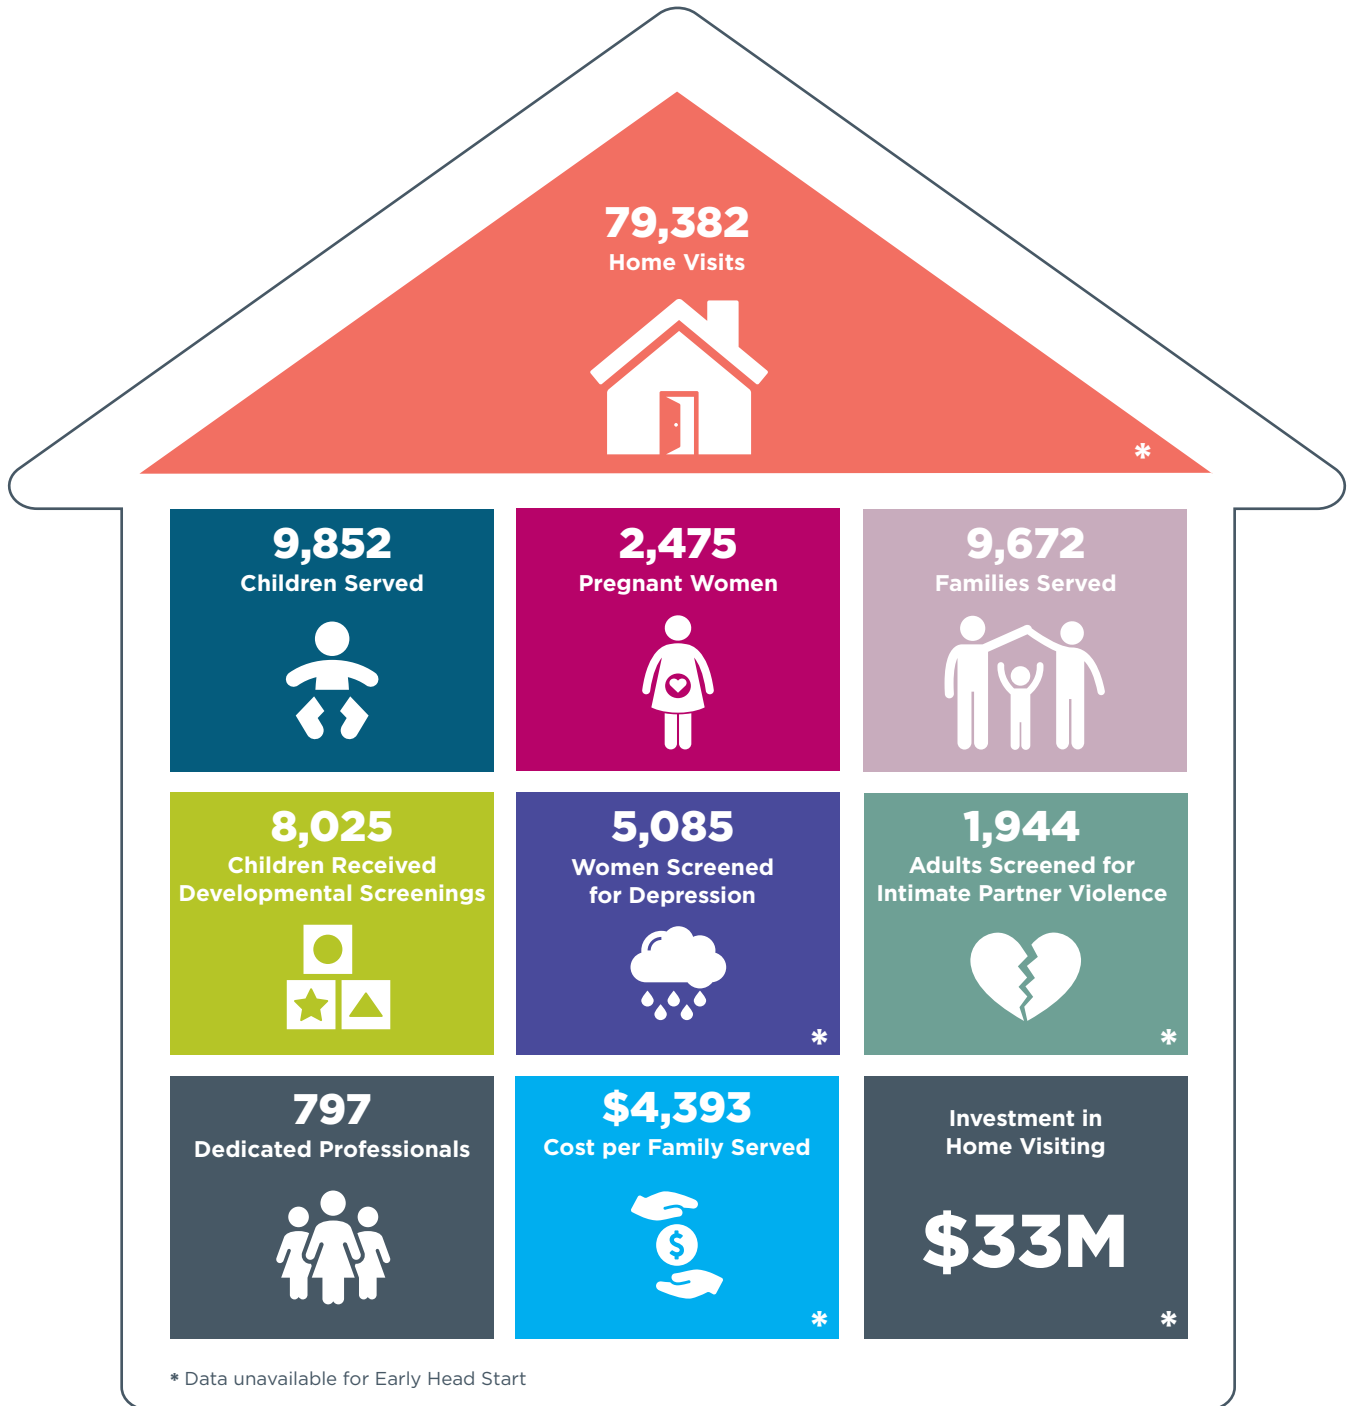 79,382
Home Visits
*
9,852
Children Served
2,475
Pregnant Women
9,672
Families Served
8,025
Children Received
Developmental Screenings
5,085
Women Screened
for Depression
*
1,944
Adults Screened for
Intimate Partner Violence
*
797
Dedicated Professionals
$4,393
Cost per Family Served
$
*
Investment in
Home Visiting
$33M
*
* Data unavailable for Early Head Start